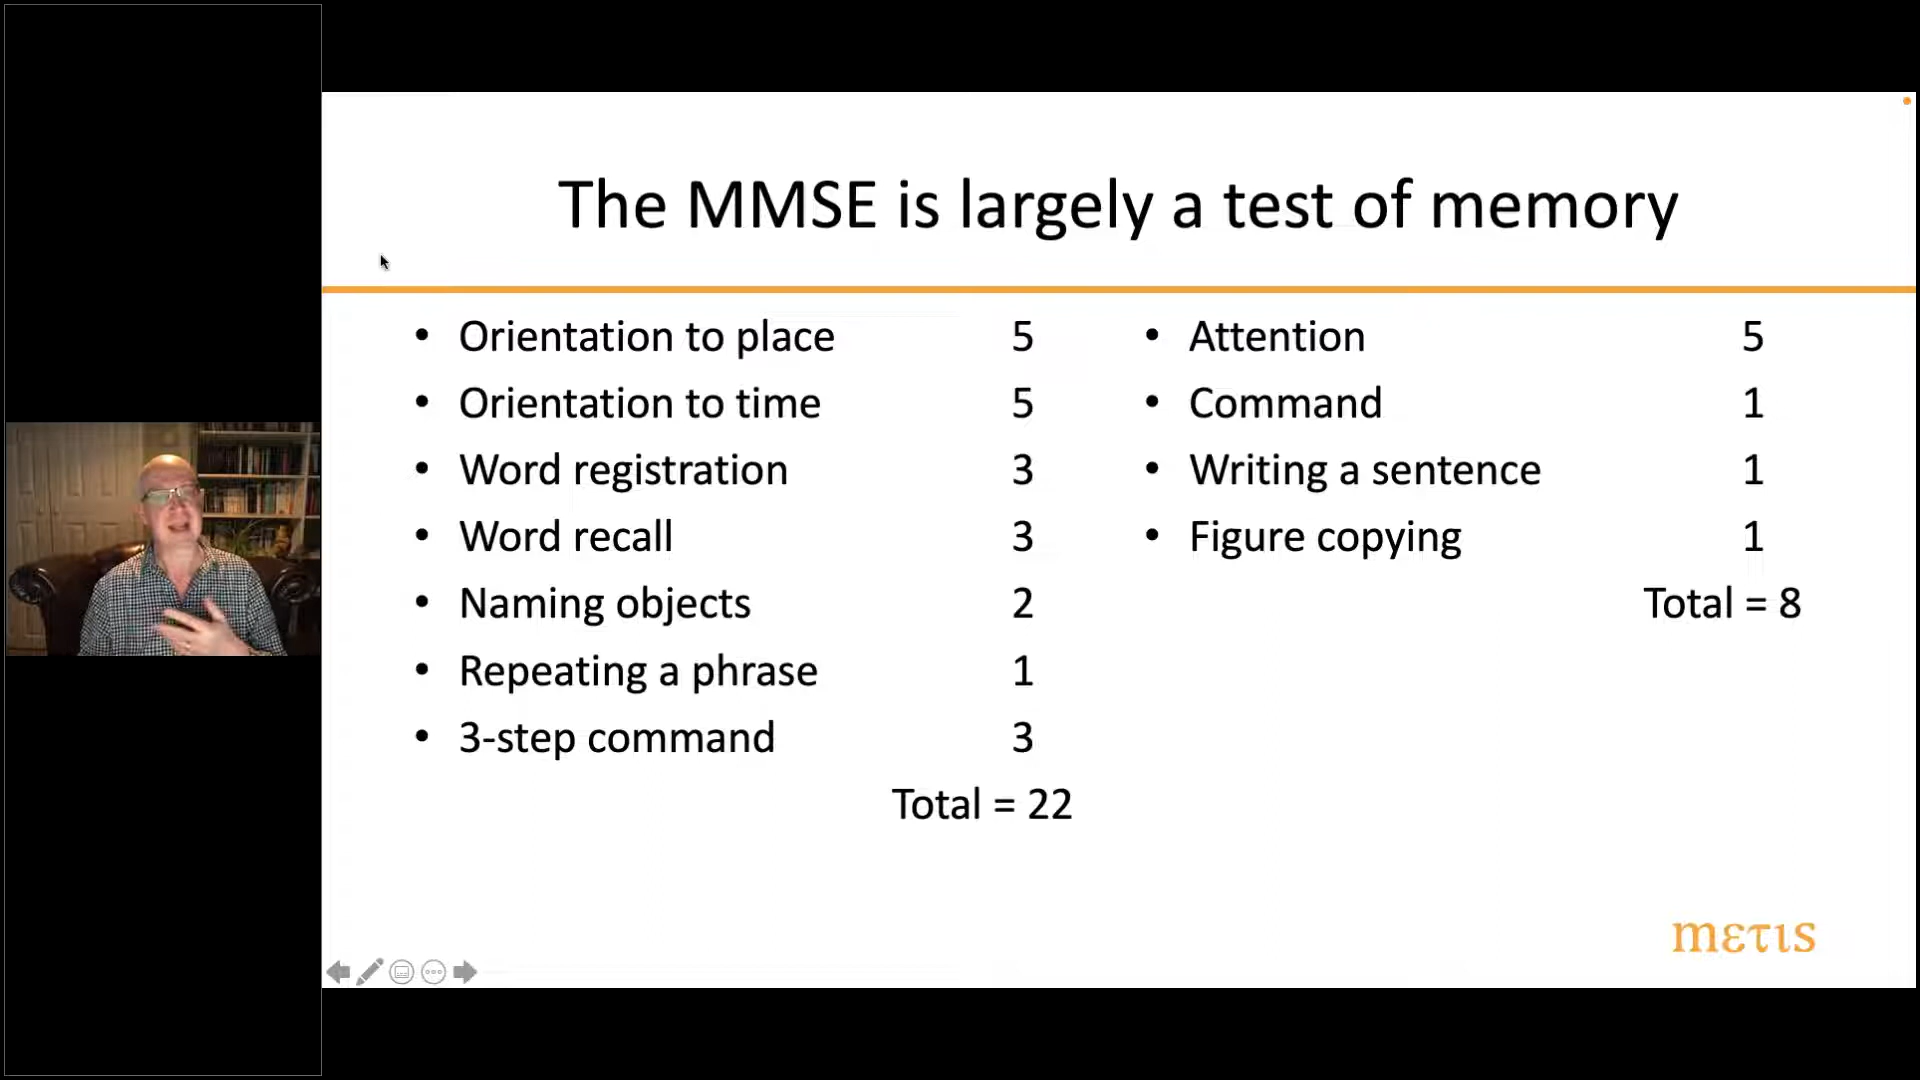 The MMSE is largely a test of memory
• Orientation to place 5
• Orientation to time 5
• Word registration 3
• Word recall 3
• Naming objects 2
• Repeating a phrase 1
• 3-step command 3
Total = 22
• Attention 5
• Command 1
• Writing a sentence 1
• Figure copying 1
Total = 8
mετιs